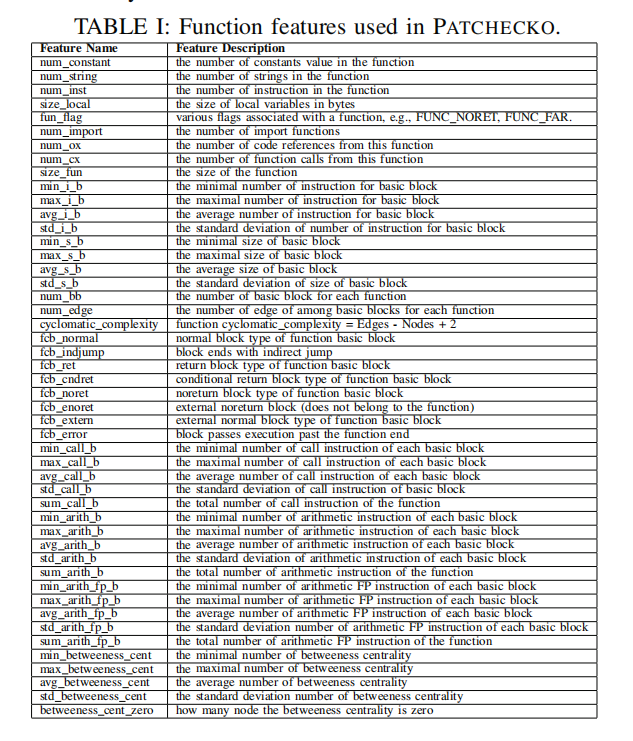 TABLE I: Function features used in PATCHECKO.
Feature Name Feature Description
num_constant the number of constants value in the function
num_string the number of strings in the function
num_inst the number of instruction in the function
size_local the size of local variables in bytes
fun_flag various flags associated with a function, e.g., FUNC_NORET, FUNC_FAR.
num_import the number of import functions
num_ox the number of code references from this function
num_cx the number of function calls from this function
size_fun the size of the function
min_i_b the minimal number of instruction for basic block
max_i_b the maximal number of instruction for basic block
avg_i_b the average number of instruction for basic block
std_i_b the standard deviation of number of instruction for basic block
min_s_b the minimal size of basic block
max_s_b the maximal size of basic block
avg_s_b the average size of basic block
std_s_b the standard deviation of size of basic block
num_bb the number of basic block for each function
num_edge the number of edge of among basic blocks for each function
cyclomatic_complexity function cyclomatic_complexity = Edges - Nodes + 2
fcb_normal normal block type of function basic block
fcb_indjump block ends with indirect jump
fcb_ret return block type of function basic block
fcb_cndret conditional return block type of function basic block
fcb_noret noreturn block type of function basic block
fcb_enoret external noreturn block (does not belong to the function)
fcb_extern external normal block type of function basic block
fcb_error block passes execution past the function end
min_call_b the minimal number of call instruction of each basic block
max_call_b the maximal number of call instruction of each basic block
avg_call_b the average number of call instruction of each basic block
std_call_b the standard deviation of call instruction of basic block
sum_call_b the total number of call instruction of the function
min_arith_b the minimal number of arithmetic instruction of each basic block
max_arith_b the maximal number of arithmetic instruction of each basic block
avg_arith_b the average number of arithmetic instruction of each basic block
std_arith_b the standard deviation of arithmetic instruction of each basic block
sum_arith_b the total number of arithmetic instruction of the function
min_arith_fp_b the minimal number of arithmetic FP instruction of each basic block
max_arith_fp_b the maximal number of arithmetic FP instruction of each basic block
avg_arith_fp_b the average number of arithmetic FP instruction of each basic block
std_arith_fp_b the standard deviation number of arithmetic FP instruction of each basic block
sum_arith_fp_b the total number of arithmetic FP instruction of the function
min_betweeness_cent the minimal number of betweeness centrality
max_betweeness_cent the maximal number of betweeness centrality
avg_betweeness_cent the average number of betweeness centrality
std_betweeness_cent the standard deviation number of betweeness centrality
betweeness_cent_zero how many node the betweeness centrality is zero